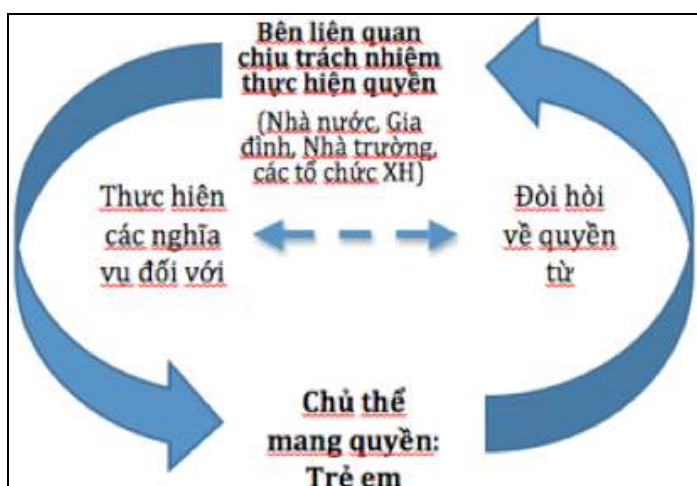 Bên liên quan
chịu trách nhiệm
thực hiện quyền
(Nhà nước, Gia
đình, Nhà trường,
các tổ chức XH)
Thực hiện
các nghĩa
vụ đối với
Đòi hỏi
về quyền
từ
Chủ thể
mang quyền:
Trẻ em